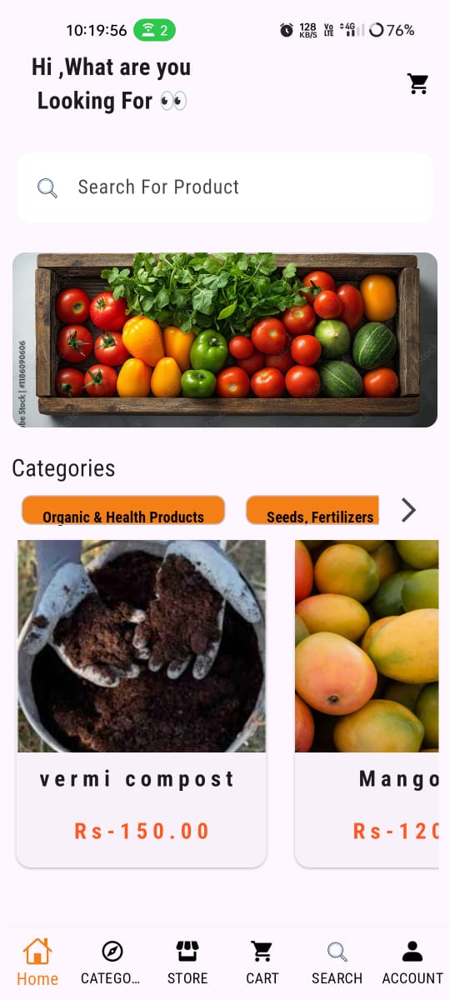 10:19:56 2 128 KB/S Vo LTE 4G 76%
Hi ,What are you
Looking For 👀
Search For Product
be Stock | #1186090606
Categories
Organic & Health Products
Seeds, Fertilizers
vermi compost
Mango
Rs-150.00
Rs-120
Home
CATEGO...
STORE
CART
SEARCH
ACCOUNT